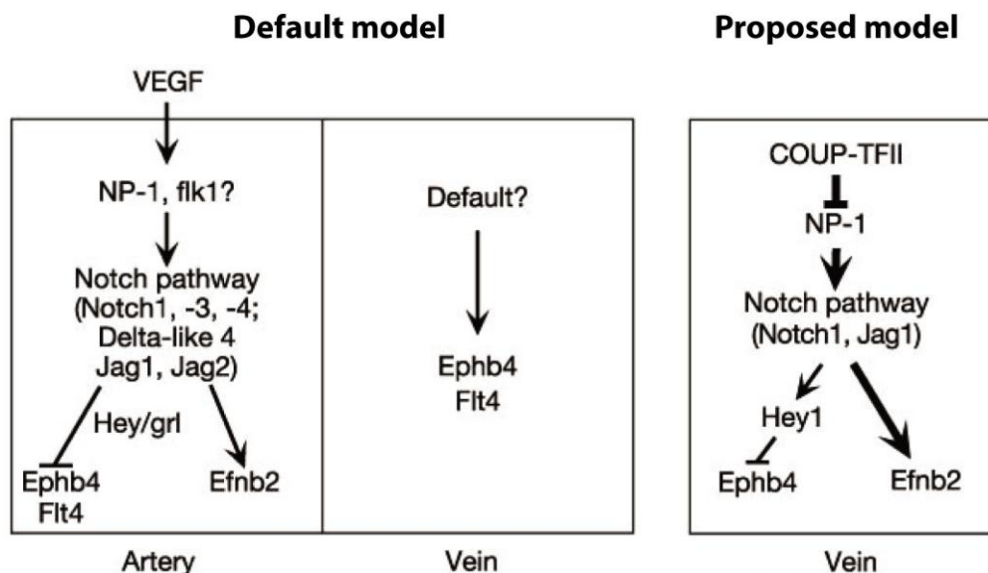 Default model
VEGF
NP-1, flk1?
Notch pathway
(Notch1, -3, -4;
Delta-like 4
Jag1, Jag2)
Hey/grl
Ephb4
Flt4
Efnb2
Artery
Default?
Ephb4
Flt4
Vein
Proposed model
COUP-TFII
NP-1
Notch pathway
(Notch1, Jag1)
Hey1
Ephb4
Efnb2
Vein